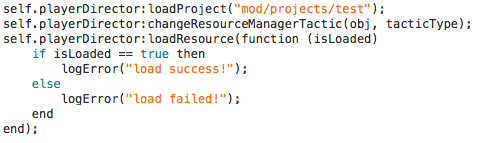 self.playerDirector:loadProject("mod/projects/test");
self.playerDirector:changeResourceManagerTactic(obj, tacticType);
self.playerDirector:loadResource(function (isLoaded)
    if isLoaded == true then
        logError("load success!");
    else
        logError("load failed!");
    end
end);